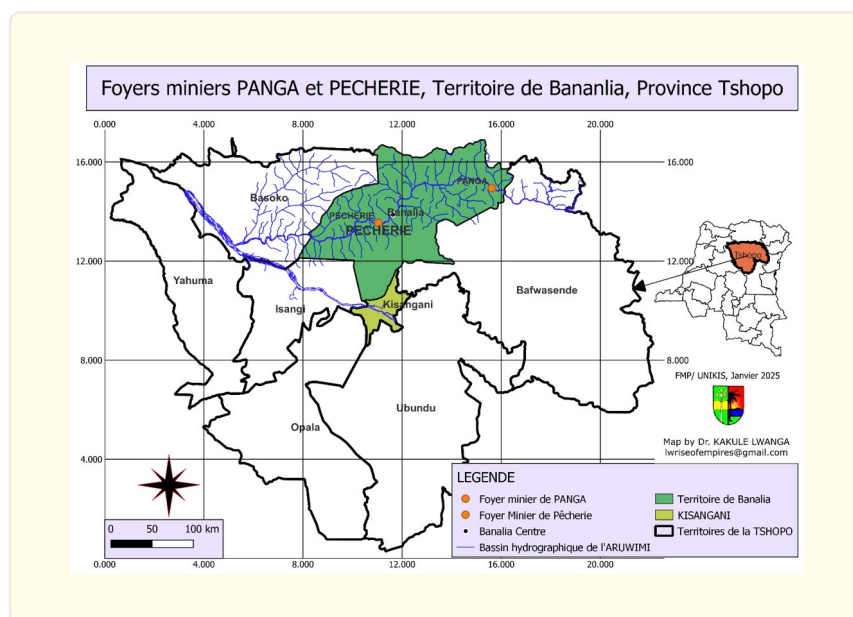 Foyers miniers PANGA et PECHERIE, Territoire de Bananlia, Province Tshopo
0.000 4.000 8.000 12.000 16.000 20.000
16.000 16.000
PANGA
Basoko
PECHERIE Banalia
PECHERIE
Tshopo
12.000 12.000
Yahuma
Bafwasende
Isangi Kisangani
8.000 8.000
FMP/ UNIKIS, Janvier 2025
Ubundu
Opala
Map by Dr. KAKULE LWANGA
lwriseofempires@gmail.com
4.000
LEGENDE
Foyer minier de PANGA
Foyer Minier de Pêcherie
Banalia Centre
Bassin hydrographique de l'ARUWIMI
Territoire de Banalia
KISANGANI
Territoires de la TSHOPO
0 50 100 km
0.000 4.000 8.000 12.000 16.000 20.000